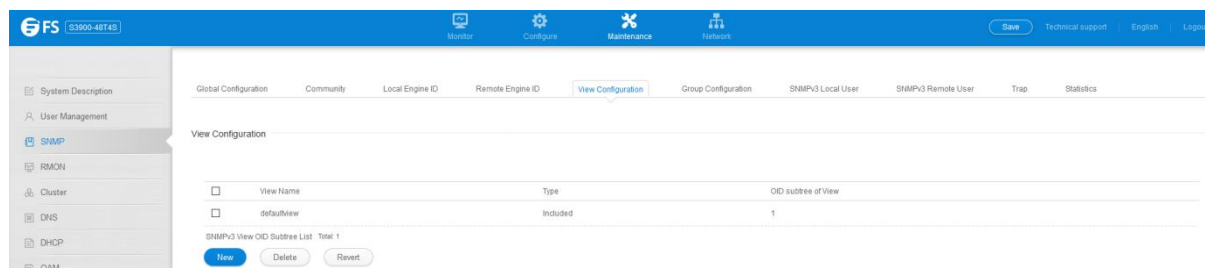 FS S3900-48T4S
Monitor Configure Maintenance Network
Save Technical support English Logou
System Description
User Management
SNMP
RMON
Cluster
DNS
DHCP
OAM
Global Configuration Community Local Engine ID Remote Engine ID View Configuration Group Configuration SNMPv3 Local User SNMPv3 Remote User Trap Statistics
View Configuration
View Name Type OID subtree of View
defaultview Included 1
SNMPv3 View OID Subtree List Total: 1
New Delete Revert